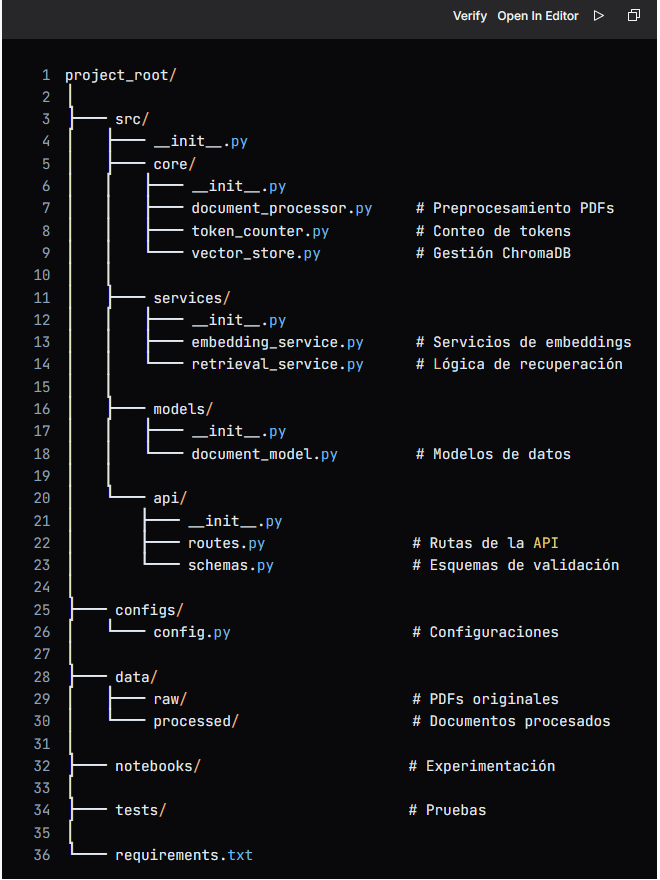 Verify Open In Editor
1 project_root/
2 │
3 ├── src/
4 │   ├── __init__.py
5 │   ├── core/
6 │   │   ├── __init__.py
7 │   │   ├── document_processor.py     # Preprocesamiento PDFs
8 │   │   ├── token_counter.py          # Conteo de tokens
9 │   │   └── vector_store.py           # Gestión ChromaDB
10 │   │
11 │   ├── services/
12 │   │   ├── __init__.py
13 │   │   ├── embedding_service.py      # Servicios de embeddings
14 │   │   └── retrieval_service.py      # Lógica de recuperación
15 │   │
16 │   ├── models/
17 │   │   ├── __init__.py
18 │   │   └── document_model.py         # Modelos de datos
19 │   │
20 │   └── api/
21 │       ├── __init__.py
22 │       ├── routes.py                 # Rutas de la API
23 │       └── schemas.py                # Esquemas de validación
24 │
25 ├── configs/
26 │   └── config.py                     # Configuraciones
27 │
28 ├── data/
29 │   ├── raw/                          # PDFs originales
30 │   └── processed/                    # Documentos procesados
31 │
32 ├── notebooks/                        # Experimentación
33 │
34 ├── tests/                            # Pruebas
35 │
36 └── requirements.txt